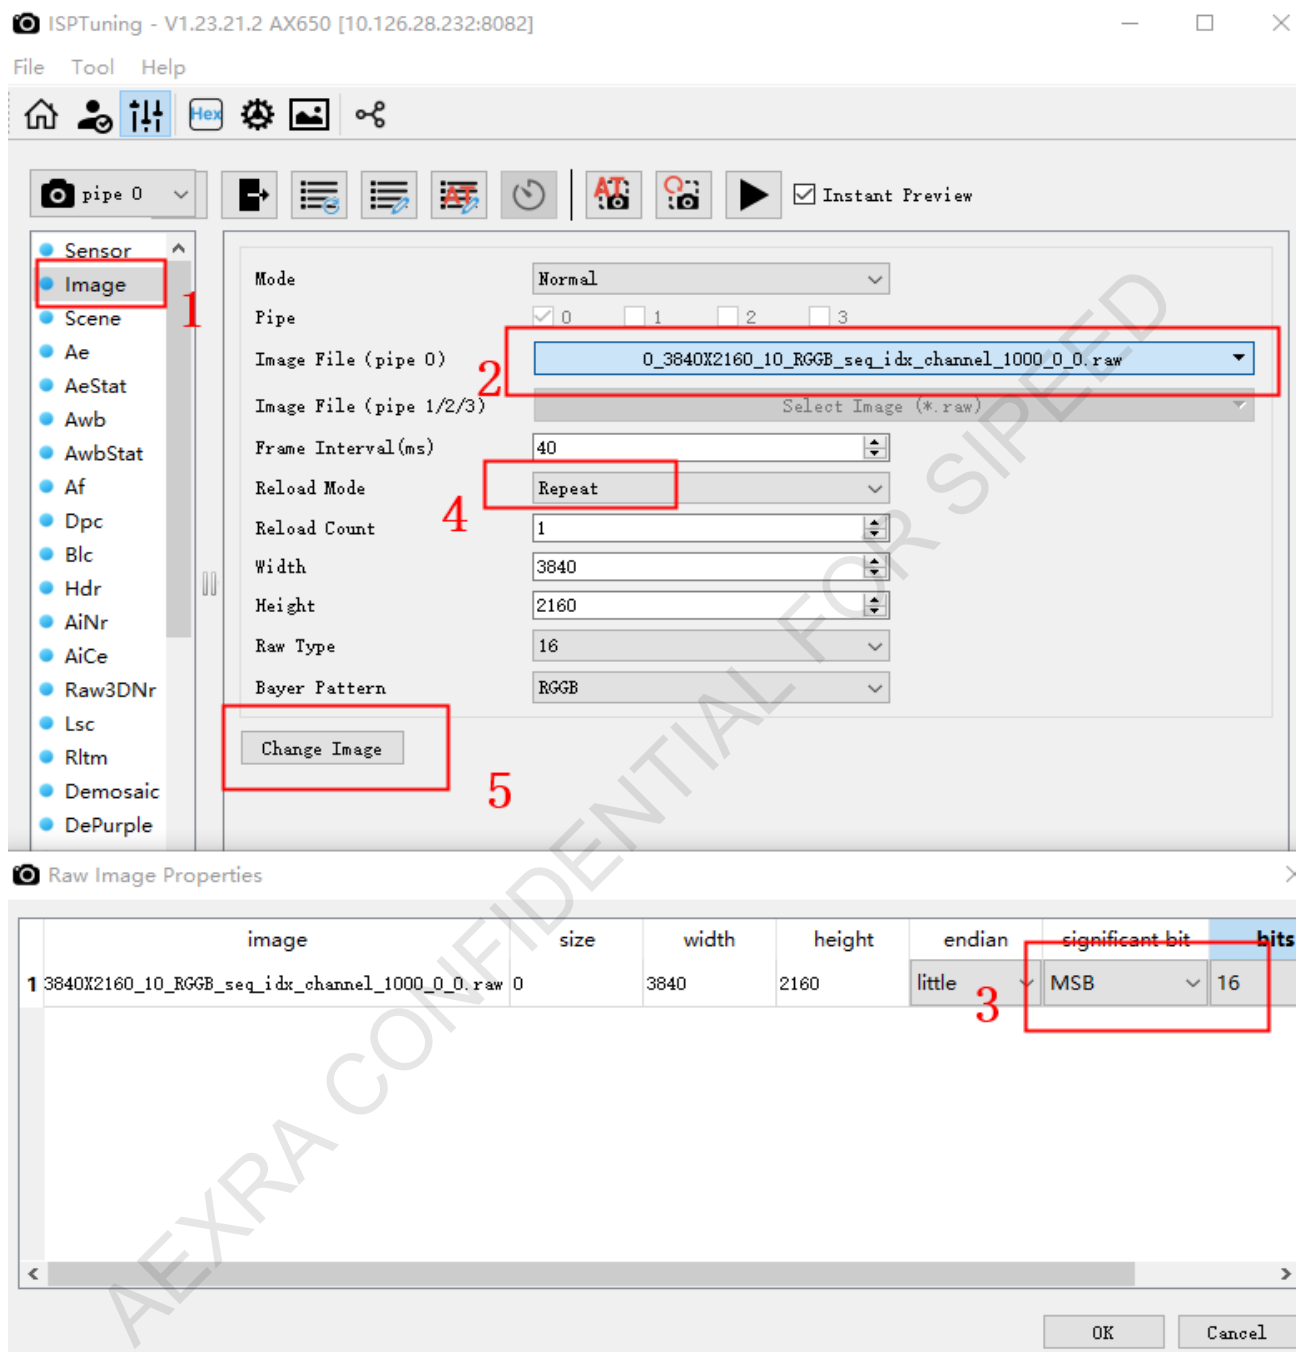 ISPTuning - V1.23.21.2 AX650 [10.126.28.232:8082]
File Tool Help
Hex
pipe 0
AT
AT
Instant Preview
Sensor
Image
1
Scene
Ae
AeStat
Awb
AwbStat
Af
Dpc
Blc
Hdr
AiNr
AiCe
Raw3DNr
Lsc
Rltm
Demosaic
DePurple
Mode Normal
Pipe 0 1 2 3
Image File (pipe 0) 2 0_3840X2160_10_RGGB_seq_idx_channel_1000_0_0.raw
Image File (pipe 1/2/3) Select Image (*.raw)
Frame Interval(ms) 40
Reload Mode 4 Repeat
Reload Count 1
Width 3840
Height 2160
Raw Type 16
Bayer Pattern RGGB
Change Image
5
Raw Image Properties
image size width height endian significant bit bits
1 3840X2160_10_RGGB_seq_idx_channel_1000_0_0.raw 0 3840 2160 little 3 MSB 16
OK Cancel
AEXRA CONFIDENTIAL FOR SIPEED